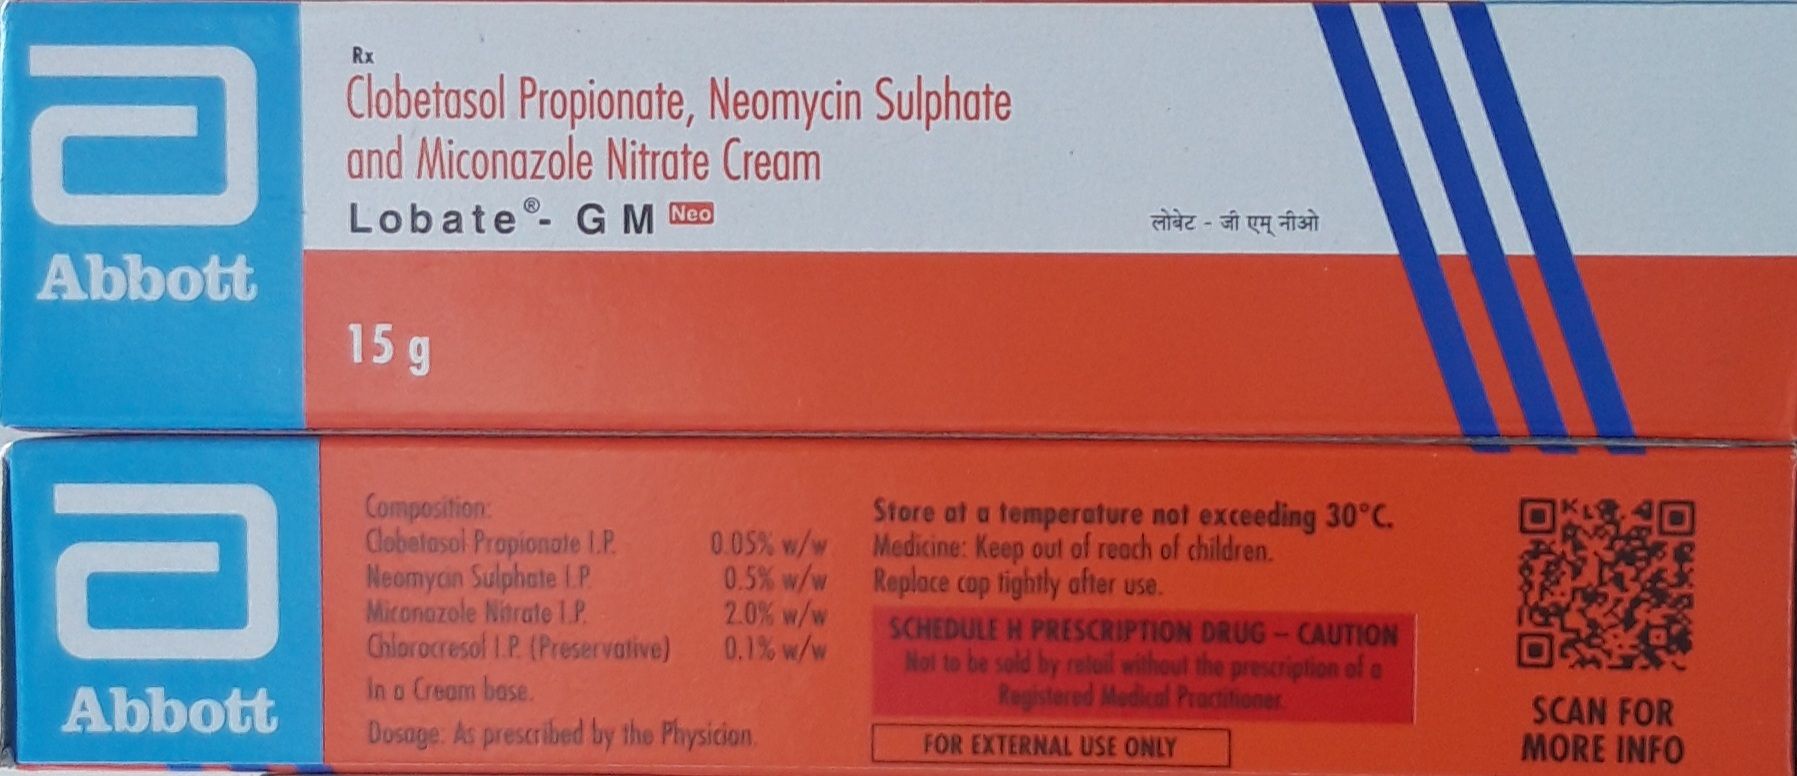 Abbott
Rx
Clobetasol Propionate, Neomycin Sulphate
and Miconazole Nitrate Cream
Lobate®- G M Neo
लोबेट - जी एम् नीओ
15 g
Abbott
Composition:
Clobetasol Propionate I.P. 0.05% w/w
Neomycin Sulphate I.P. 0.5% w/w
Miconazole Nitrate I.P. 2.0% w/w
Chlorocresol I.P. (Preservative) 0.1% w/w
In a Cream base.
Dosage: As prescribed by the Physician.
Store at a temperature not exceeding 30°C.
Medicine: Keep out of reach of children.
Replace cap tightly after use.
SCHEDULE H PRESCRIPTION DRUG – CAUTION
Not to be sold by retail without the prescription of a
Registered Medical Practitioner.
FOR EXTERNAL USE ONLY
SCAN FOR
MORE INFO